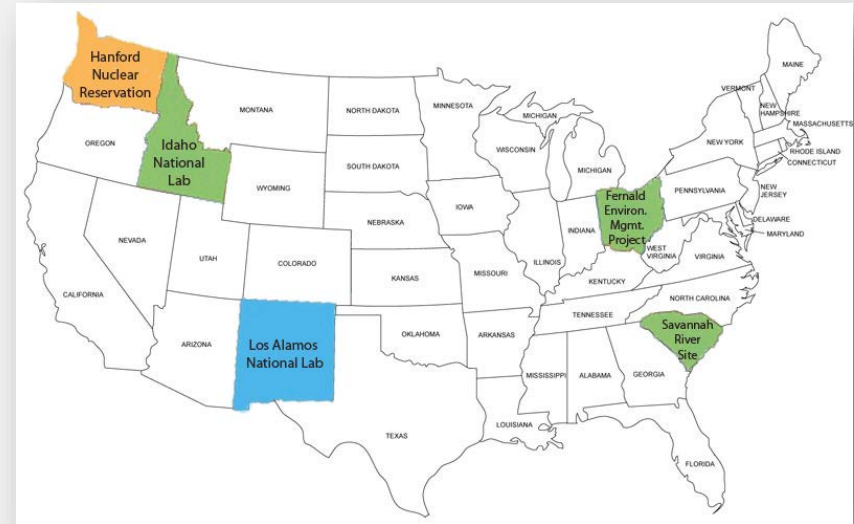 Hanford
Nuclear
Reservation
MAINE
VERMONT
NEW
HAMPSHIRE
MASSACHUSETTS
RHODE ISLAND
CONNECTICUT
MONTANA
NORTH DAKOTA
MINNESOTA
MICHIGAN
OREGON
Idaho
National
Lab
SOUTH DAKOTA
WISCONSIN
MICHIGAN
NEW YORK
WYOMING
IOWA
Fernald
Environ.
Mgmt.
Project
PENNSYLVANIA
NEW
JERSEY
NEBRASKA
DELAWARE
MARYLAND
NEVADA
UTAH
COLORADO
ILLINOIS
INDIANA
WEST
VIRGINIA
VIRGINIA
KANSAS
MISSOURI
KENTUCKY
CALIFORNIA
NORTH CAROLINA
TENNESSEE
ARIZONA
Los Alamos
National Lab
OKLAHOMA
ARKANSAS
Savannah
River
Site
MISSISSIPPI
ALABAMA
GEORGIA
TEXAS
LOUISIANA
FLORIDA